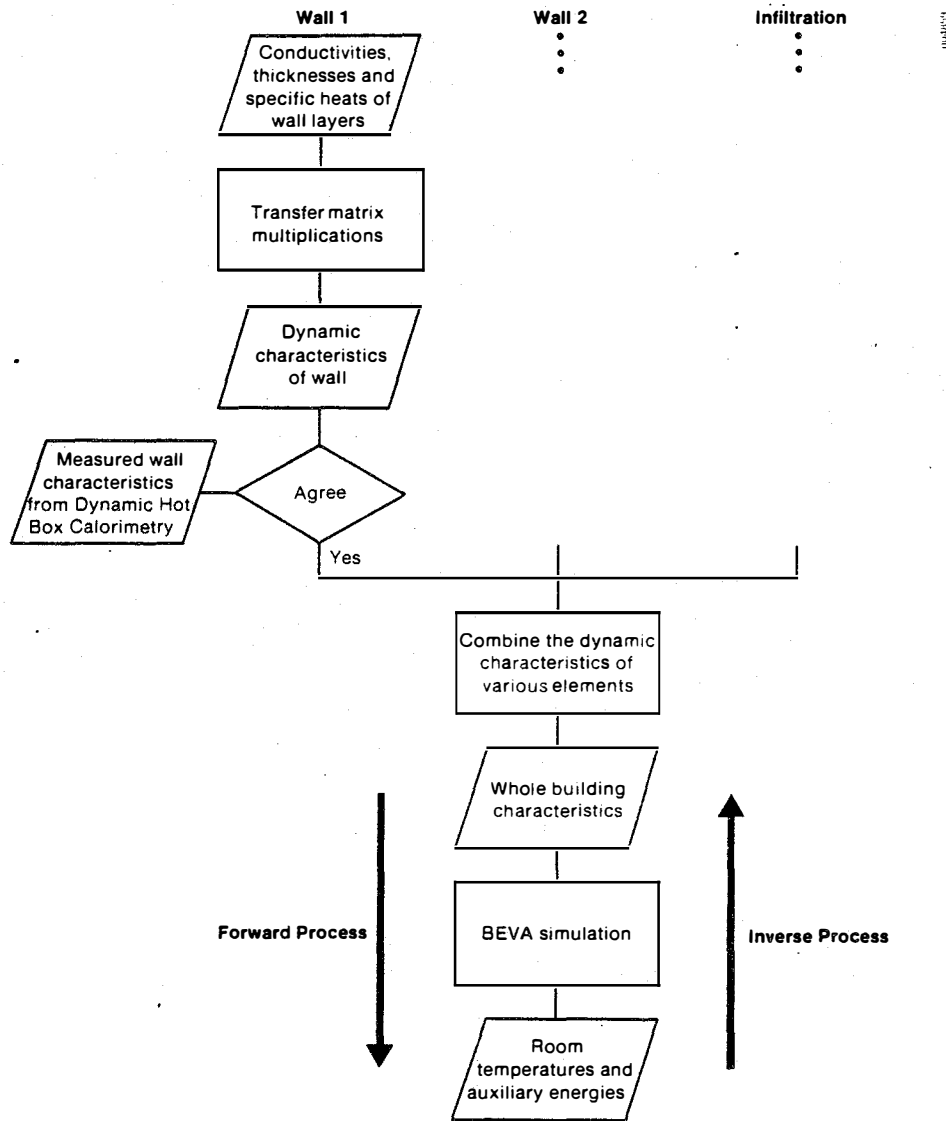 Wall 1
Wall 2
Infiltration
Conductivities,
thicknesses and
specific heats of
wall layers
Transfer matrix
multiplications
Dynamic
characteristics
of wall
Measured wall
characteristics
from Dynamic Hot
Box Calorimetry
Agree
Yes
Combine the dynamic
characteristics of
various elements
Whole building
characteristics
Forward Process
BEVA simulation
Inverse Process
Room
temperatures and
auxiliary energies